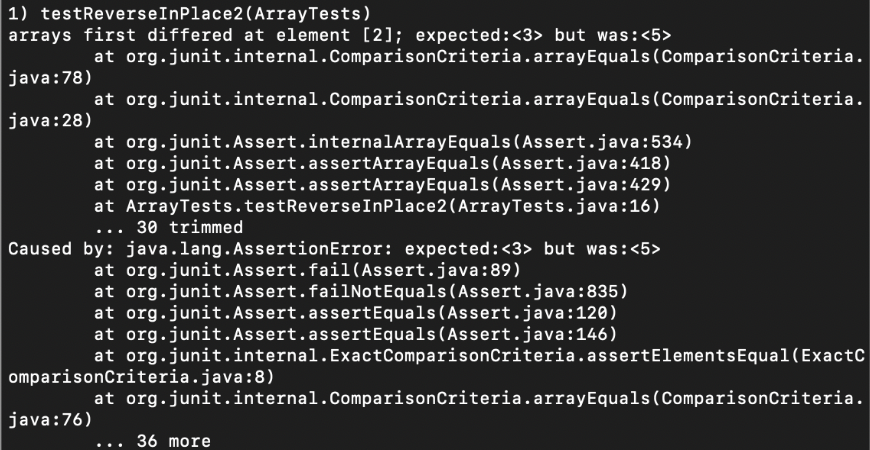 1) testReverseInPlace2(ArrayTests)
arrays first differed at element [2]; expected:<3> but was:<5>
        at org.junit.internal.ComparisonCriteria.arrayEquals(ComparisonCriteria.
java:78)
        at org.junit.internal.ComparisonCriteria.arrayEquals(ComparisonCriteria.
java:28)
        at org.junit.Assert.internalArrayEquals(Assert.java:534)
        at org.junit.Assert.assertArrayEquals(Assert.java:418)
        at org.junit.Assert.assertArrayEquals(Assert.java:429)
        at ArrayTests.testReverseInPlace2(ArrayTests.java:16)
        ... 30 trimmed
Caused by: java.lang.AssertionError: expected:<3> but was:<5>
        at org.junit.Assert.fail(Assert.java:89)
        at org.junit.Assert.failNotEquals(Assert.java:835)
        at org.junit.Assert.assertEquals(Assert.java:120)
        at org.junit.Assert.assertEquals(Assert.java:146)
        at org.junit.internal.ExactComparisonCriteria.assertElementsEqual(ExactC
omparisonCriteria.java:8)
        at org.junit.internal.ComparisonCriteria.arrayEquals(ComparisonCriteria.
java:76)
        ... 36 more